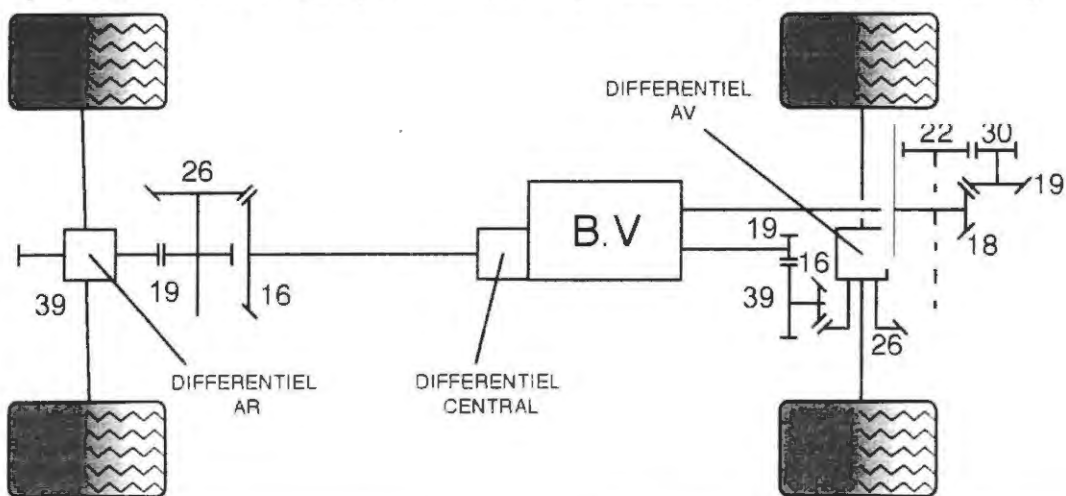 DIFFERENTIEL
AV
22 30
26
19
B.V
19
18
16
39 19 16
39
26
DIFFERENTIEL
AR
DIFFERENTIEL
CENTRAL